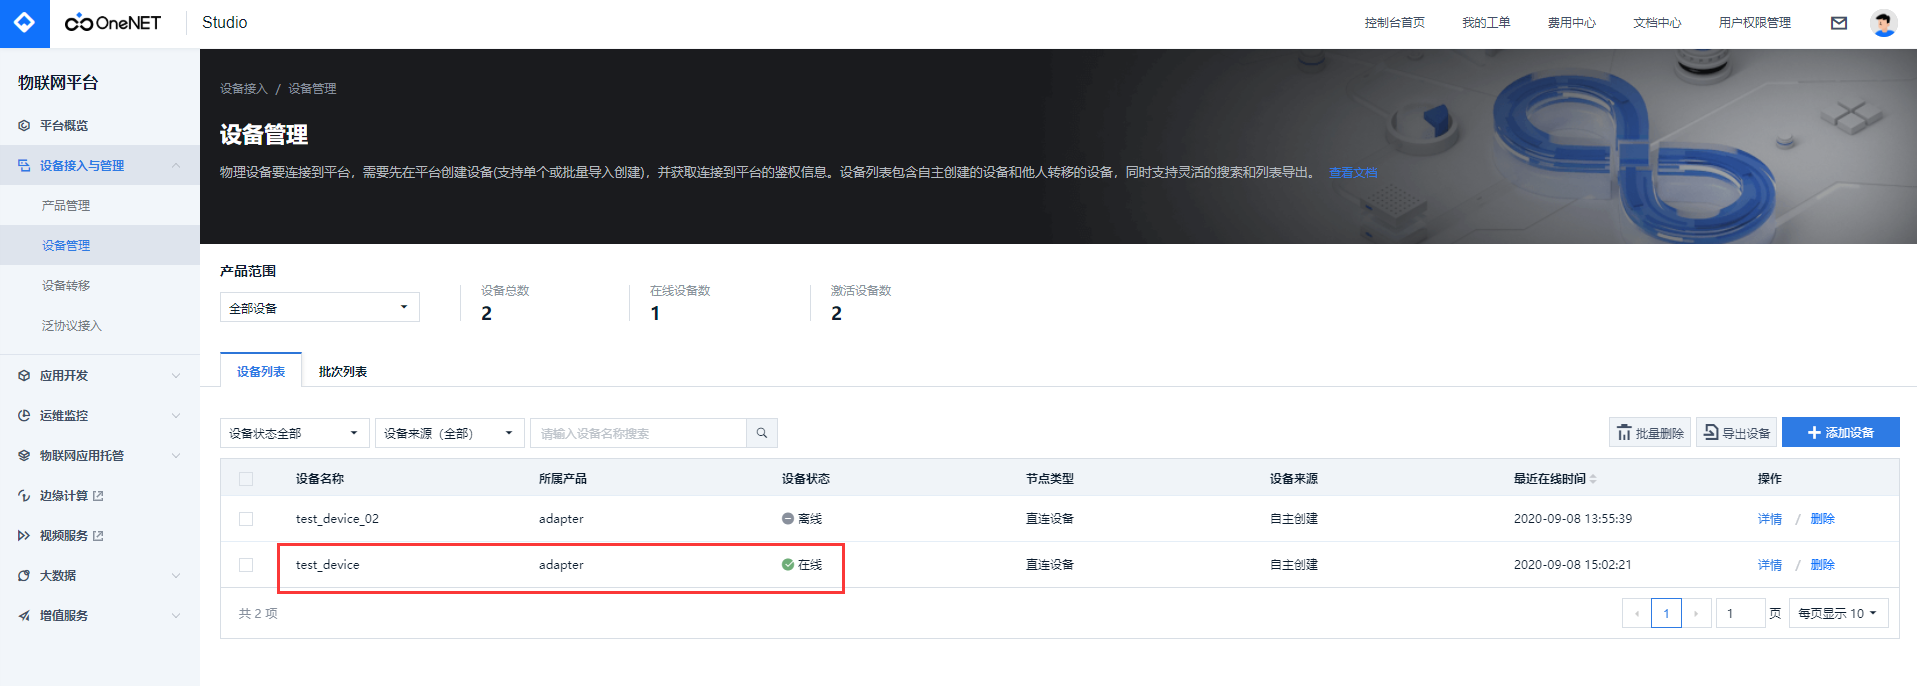 OneNET
Studio
控制台首页
我的工单
费用中心
文档中心
用户权限管理
物联网平台
平台概览
设备接入与管理
产品管理
设备管理
设备转移
泛协议接入
应用开发
运维监控
物联网应用托管
边缘计算
视频服务
大数据
增值服务
设备接入 / 设备管理
设备管理
物理设备要连接到平台，需要先在平台创建设备(支持单个或批量导入创建)，并获取连接到平台的鉴权信息。设备列表包含自主创建的设备和他人转移的设备，同时支持灵活的搜索和列表导出。 查看文档
产品范围
全部设备
设备总数
2
在线设备数
1
激活设备数
2
设备列表 批次列表
设备状态全部 设备来源（全部） 请输入设备名称搜索 批量删除 导出设备 添加设备
设备名称 所属产品 设备状态 节点类型 设备来源 最近在线时间 操作
test_device_02 adapter 离线 直连设备 自主创建 2020-09-08 13:55:39 详情 / 删除
test_device adapter 在线 直连设备 自主创建 2020-09-08 15:02:21 详情 / 删除
共 2 项 1 1 页 每页显示 10